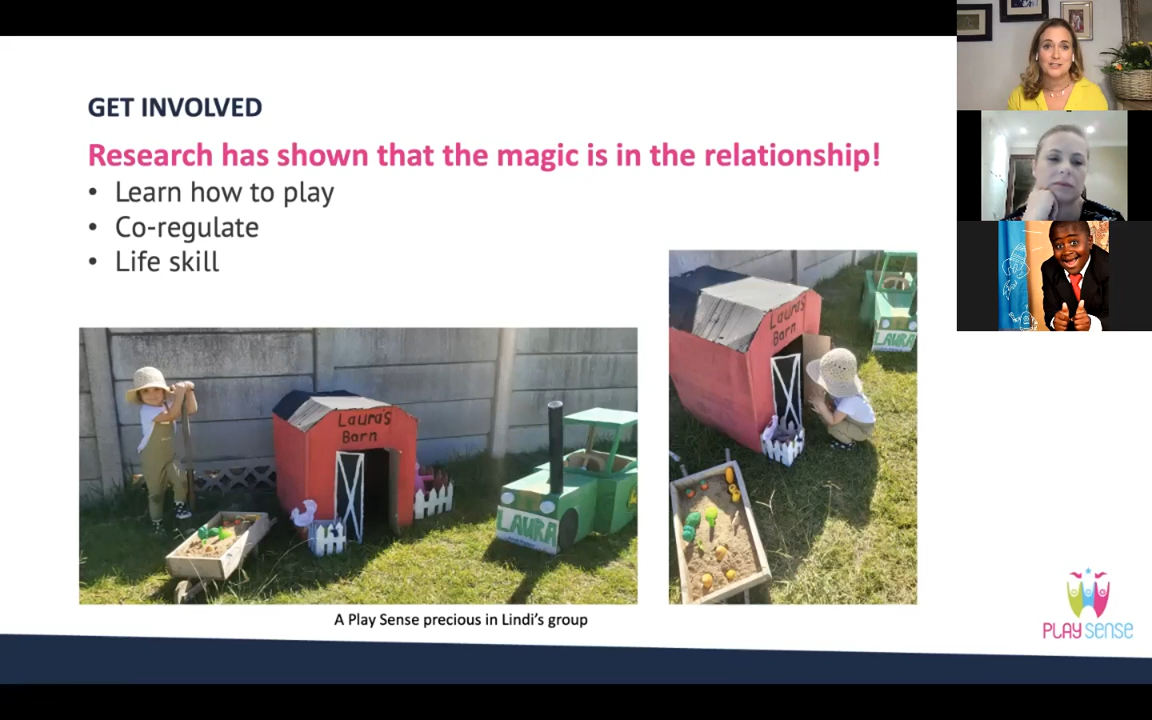 GET INVOLVED
Research has shown that the magic is in the relationship!
• Learn how to play
• Co-regulate
• Life skill
Laura's
Barn
LAURA
Laura's
Barn
LAURA
A Play Sense precious in Lindi's group
PLAY SENSE